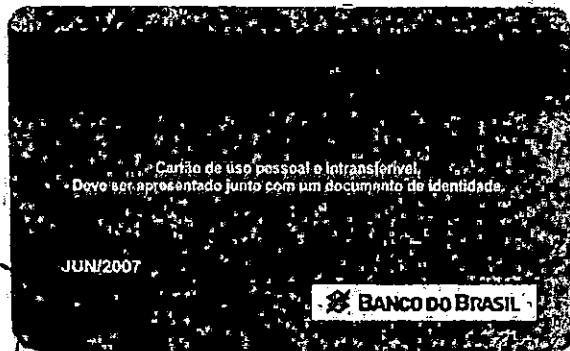 Cartão de uso pessoal e intransferível.
Deve ser apresentado junto com um documento de identidade.
JUN/2007
BANCO DO BRASIL